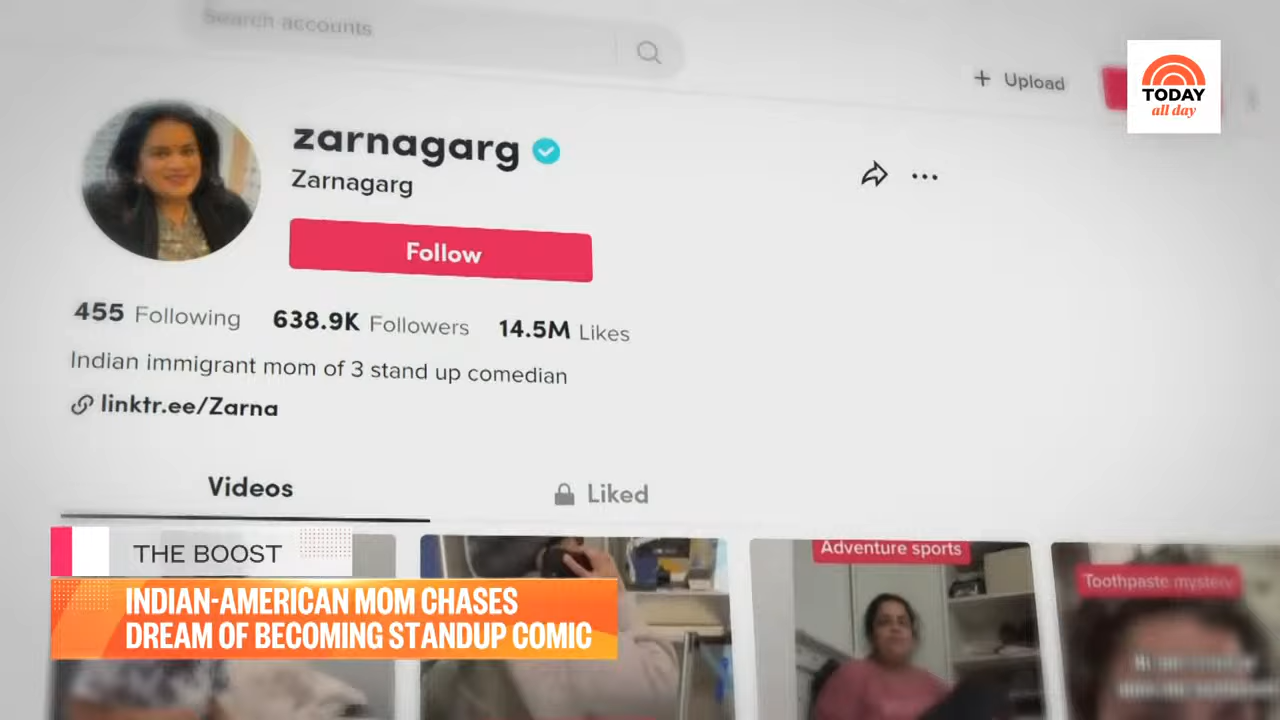 Search accounts
Upload
TODAY
all day
zarnagarg
Zarnagarg
Follow
455 Following 638.9K Followers 14.5M Likes
Indian immigrant mom of 3 stand up comedian
linktr.ee/Zarna
Videos
Liked
Adventure sports
Toothpaste mystery
THE BOOST
INDIAN-AMERICAN MOM CHASES
DREAM OF BECOMING STANDUP COMIC